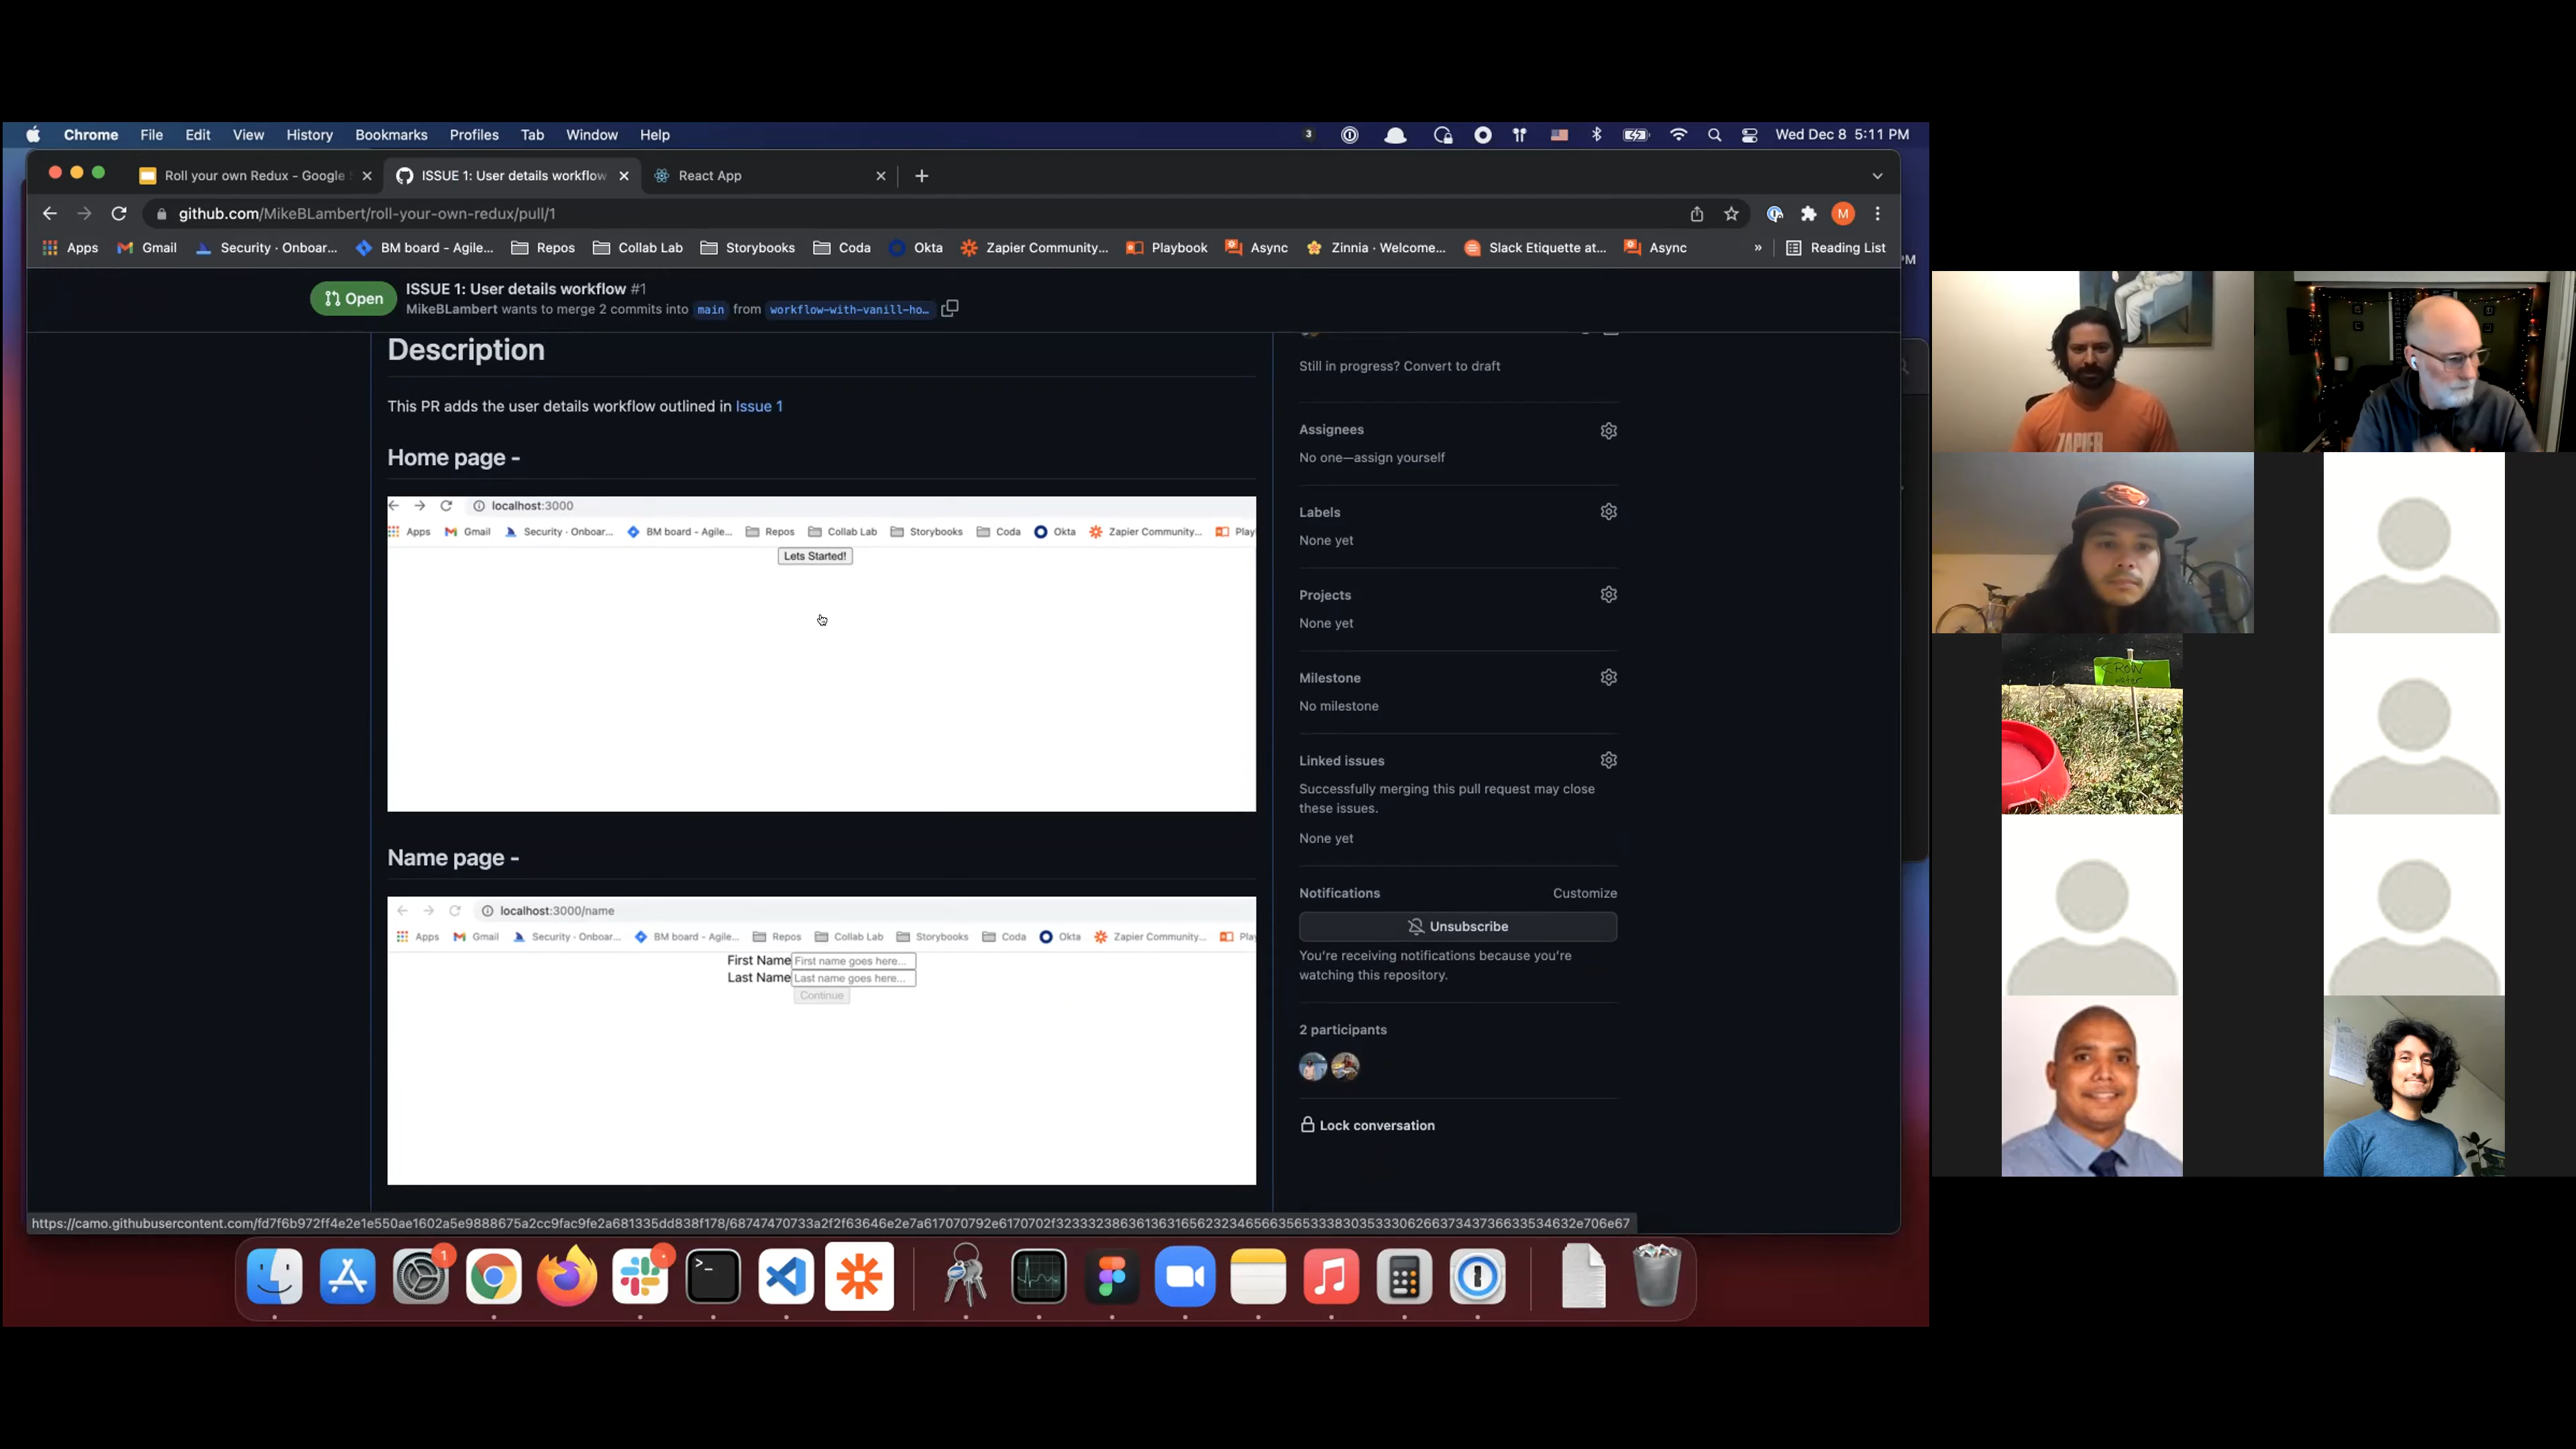 Chrome File Edit View History Bookmarks Profiles Tab Window Help
3
Wed Dec 8 5:11 PM
Roll your own Redux - Google
ISSUE 1: User details workflow
React App
github.com/MikeBLambert/roll-your-own-redux/pull/1
M
Apps Gmail Security · Onboar... BM board - Agile... Repos Collab Lab Storybooks Coda Okta Zapier Community... Playbook Async Zinnia · Welcome... Slack Etiquette at... Async » Reading List
PM
Open
ISSUE 1: User details workflow #1
MikeBLambert wants to merge 2 commits into main from workflow-with-vanill-ho…
Description
This PR adds the user details workflow outlined in Issue 1
Home page -
localhost:3000
Apps Gmail Security · Onboar... BM board - Agile... Repos Collab Lab Storybooks Coda Okta Zapier Community... Play
Lets Started!
Name page -
localhost:3000/name
Apps Gmail Security · Onboar... BM board - Agile... Repos Collab Lab Storybooks Coda Okta Zapier Community... Play
First Name First name goes here...
Last Name Last name goes here...
Continue
Still in progress? Convert to draft
Assignees
No one—assign yourself
Labels
None yet
Projects
None yet
Milestone
No milestone
Linked issues
Successfully merging this pull request may close
these issues.
None yet
Notifications Customize
Unsubscribe
You're receiving notifications because you're
watching this repository.
2 participants
Lock conversation
1
ZAPIER
CROW
water